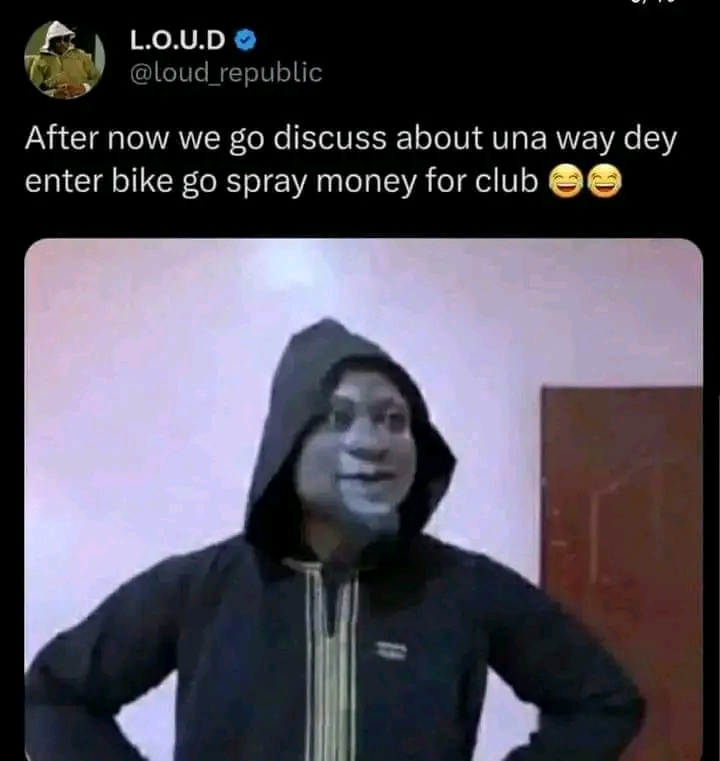 L.O.U.D
@loud_republic
After now we go discuss about una way dey
enter bike go spray money for club 😂😂